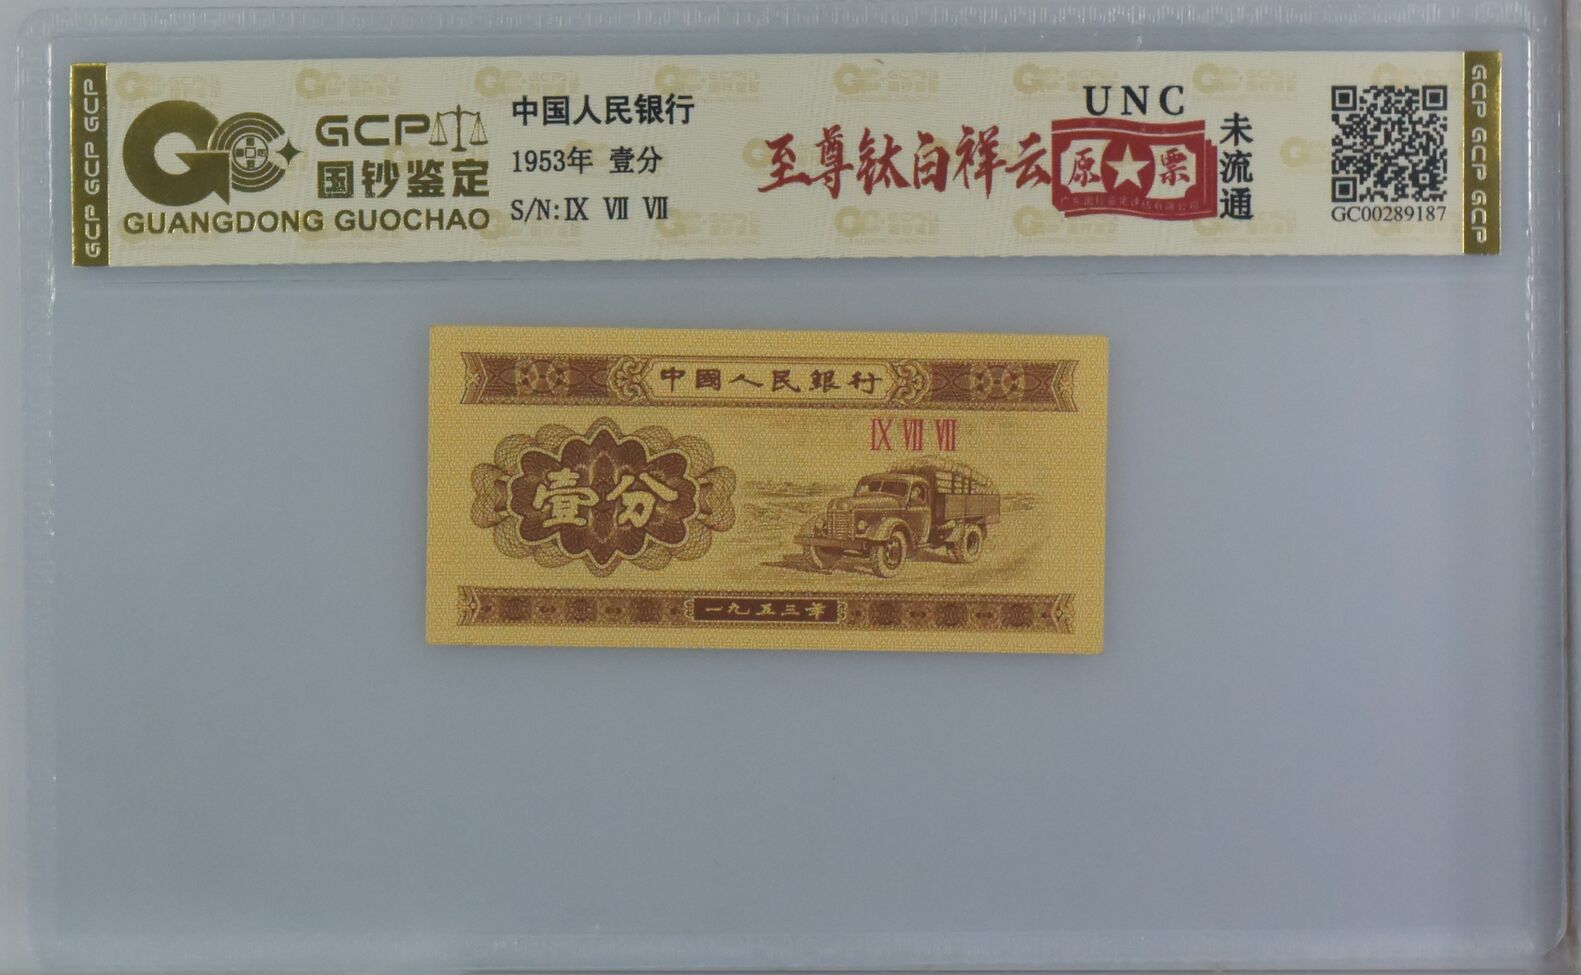 GCP GCP GCP
GCP
国钞鉴定
GUANGDONG GUOCHAO
中国人民银行
1953年 壹分
S/N:Ⅸ Ⅶ Ⅶ
至尊钛白祥云
UNC
原★票
未流通
GC00289187
GCP GCP GCP
中國人民銀行
Ⅸ Ⅶ Ⅶ
壹分
一九五三年